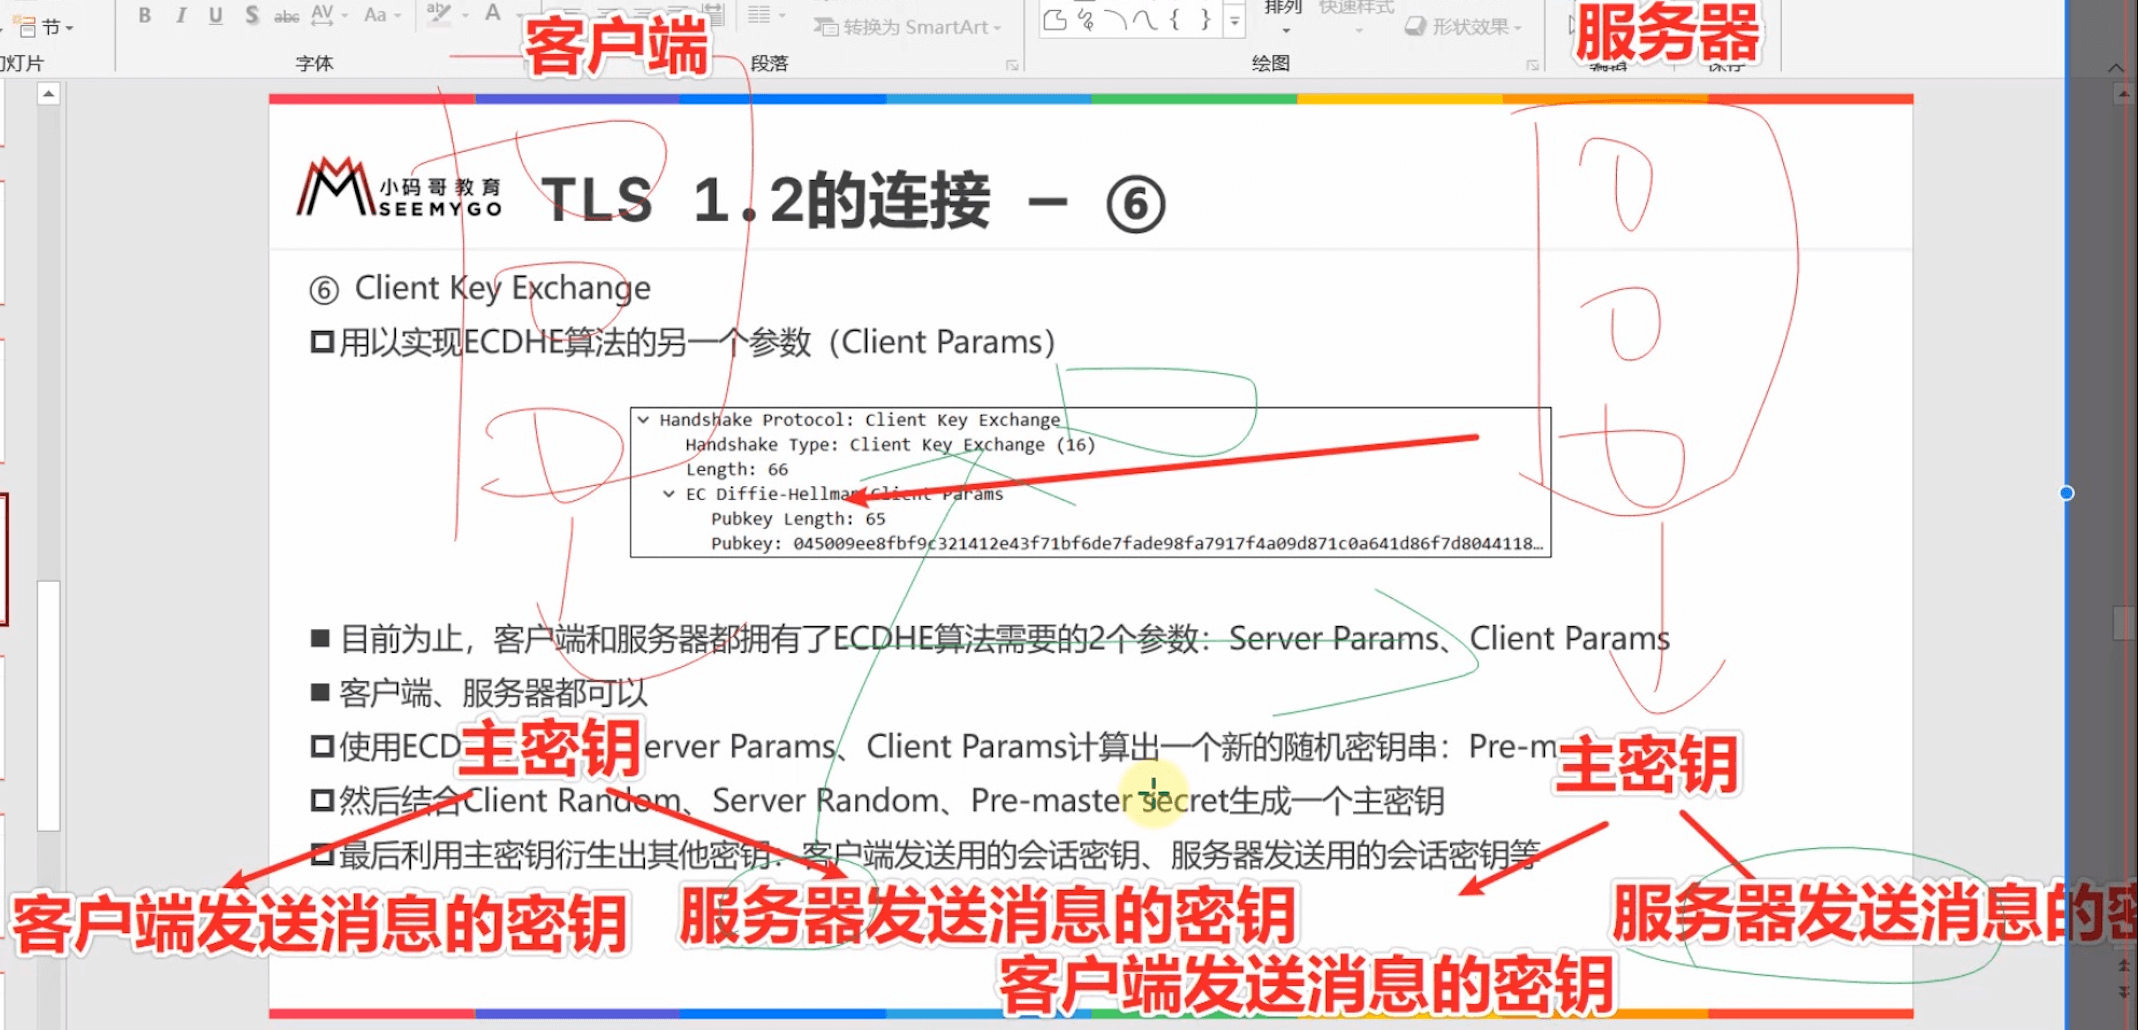 节
B I U S abc AV Aa ab A
转换为 SmartArt
排列 快速样式
形状效果
客户端
服务器
幻灯片 字体 段落 绘图
小码哥教育
SEEMYGO
TLS 1.2的连接 – ⑥
⑥ Client Key Exchange
用以实现ECDHE算法的另一个参数（Client Params）
Handshake Protocol: Client Key Exchange
Handshake Type: Client Key Exchange (16)
Length: 66
EC Diffie-Hellman Client Params
Pubkey Length: 65
Pubkey: 045009ee8fbf9c321412e43f71bf6de7fade98fa7917f4a09d871c0a641d86f7d8044118…
目前为止，客户端和服务器都拥有了ECDHE算法需要的2个参数：Server Params、Client Params
客户端、服务器都可以
使用ECD erver Params、Client Params计算出一个新的随机密钥串：Pre-m
主密钥
主密钥
然后结合Client Random、Server Random、Pre-master secret生成一个主密钥
最后利用主密钥衍生出其他密钥：客户端发送用的会话密钥、服务器发送用的会话密钥等
客户端发送消息的密钥
服务器发送消息的密钥
服务器发送消息的密
客户端发送消息的密钥